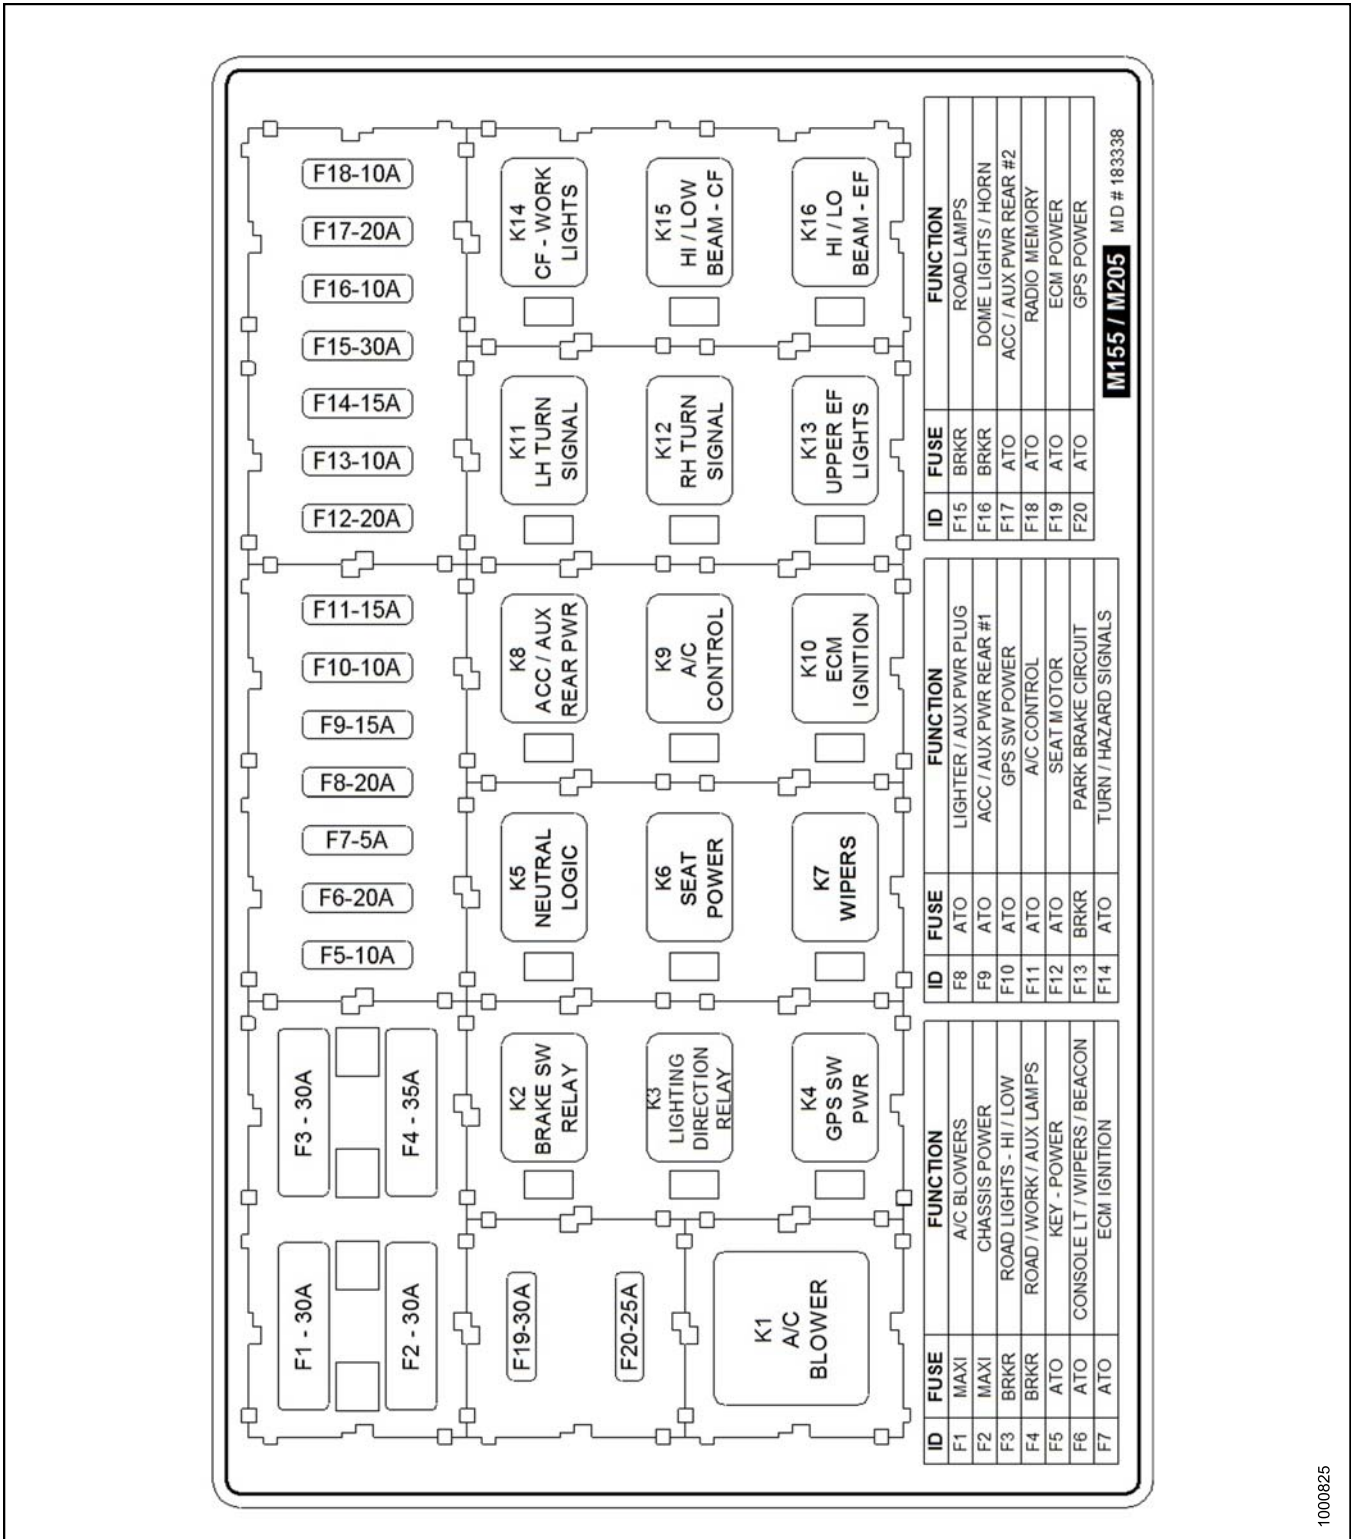 F18-10A
F17-20A
F16-10A
F15-30A
F14-15A
F13-10A
F12-20A
F11-15A
F10-10A
F9-15A
F8-20A
F7-5A
F6-20A
F5-10A
F3 - 30A
F4 - 35A
F1 - 30A
F2 - 30A
K14
CF - WORK
LIGHTS
K15
HI / LOW
BEAM - CF
K16
HI / LO
BEAM - EF
K11
LH TURN
SIGNAL
K12
RH TURN
SIGNAL
K13
UPPER EF
LIGHTS
K8
ACC / AUX
REAR PWR
K9
A/C
CONTROL
K10
ECM
IGNITION
K5
NEUTRAL
LOGIC
K6
SEAT
POWER
K7
WIPERS
K2
BRAKE SW
RELAY
K3
LIGHTING
DIRECTION
RELAY
K4
GPS SW
PWR
F19-30A
F20-25A
K1
A/C
BLOWER
ID FUSE FUNCTION
F1 MAXI A/C BLOWERS
F2 MAXI CHASSIS POWER
F3 BRKR ROAD LIGHTS - HI / LOW
F4 BRKR ROAD / WORK / AUX LAMPS
F5 ATO KEY - POWER
F6 ATO CONSOLE LT / WIPERS / BEACON
F7 ATO ECM IGNITION
ID FUSE FUNCTION
F8 ATO LIGHTER / AUX PWR PLUG
F9 ATO ACC / AUX PWR REAR #1
F10 ATO GPS SW POWER
F11 ATO A/C CONTROL
F12 ATO SEAT MOTOR
F13 BRKR PARK BRAKE CIRCUIT
F14 ATO TURN / HAZARD SIGNALS
ID FUSE FUNCTION
F15 BRKR ROAD LAMPS
F16 BRKR DOME LIGHTS / HORN
F17 ATO ACC / AUX PWR REAR #2
F18 ATO RADIO MEMORY
F19 ATO ECM POWER
F20 ATO GPS POWER
M155 / M205 MD # 183338
1000825